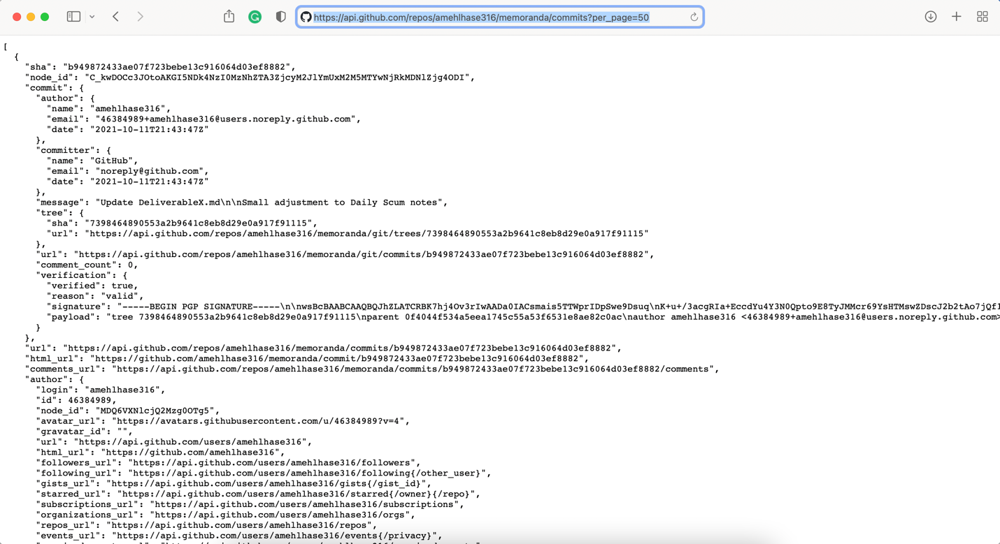 https://api.github.com/repos/amehlhase316/memoranda/commits?per_page=50
[
  {
    "sha": "b949872433ae07f723bebe13c916064d03ef8882",
    "node_id": "C_kwDOCc3JOtoAKGI5NDk4NzI0MzNhZTA3ZjcyM2JlYmUxM2M5MTYwNjRkMDNlZjg4ODI",
    "commit": {
      "author": {
        "name": "amehlhase316",
        "email": "46384989+amehlhase316@users.noreply.github.com",
        "date": "2021-10-11T21:43:47Z"
      },
      "committer": {
        "name": "GitHub",
        "email": "noreply@github.com",
        "date": "2021-10-11T21:43:47Z"
      },
      "message": "Update DeliverableX.md\n\nSmall adjustment to Daily Scum notes",
      "tree": {
        "sha": "7398464890553a2b9641c8eb8d29e0a917f91115",
        "url": "https://api.github.com/repos/amehlhase316/memoranda/git/trees/7398464890553a2b9641c8eb8d29e0a917f91115"
      },
      "url": "https://api.github.com/repos/amehlhase316/memoranda/git/commits/b949872433ae07f723bebe13c916064d03ef8882",
      "comment_count": 0,
      "verification": {
        "verified": true,
        "reason": "valid",
        "signature": "-----BEGIN PGP SIGNATURE-----\n\nwsBcBAABCAAQBQJhZLATCRBK7hj4Ov3rIwAADa0IACsmais5TTWprIDpSwe9Dsuq\nK+u+/3acgRIa+EccdYu4Y3N0Qpto9E8TyJMMcr69YsHTMswZDscJ2b2tAo7jQf1
        "payload": "tree 7398464890553a2b9641c8eb8d29e0a917f91115\nparent 0f4044f534a5eea1745c55a53f6531e8ae82c0ac\nauthor amehlhase316 <46384989+amehlhase316@users.noreply.github.com>
      }
    },
    "url": "https://api.github.com/repos/amehlhase316/memoranda/commits/b949872433ae07f723bebe13c916064d03ef8882",
    "html_url": "https://github.com/amehlhase316/memoranda/commit/b949872433ae07f723bebe13c916064d03ef8882",
    "comments_url": "https://api.github.com/repos/amehlhase316/memoranda/commits/b949872433ae07f723bebe13c916064d03ef8882/comments",
    "author": {
      "login": "amehlhase316",
      "id": 46384989,
      "node_id": "MDQ6VXNlcjQ2Mzg0OTg5",
      "avatar_url": "https://avatars.githubusercontent.com/u/46384989?v=4",
      "gravatar_id": "",
      "url": "https://api.github.com/users/amehlhase316",
      "html_url": "https://github.com/amehlhase316",
      "followers_url": "https://api.github.com/users/amehlhase316/followers",
      "following_url": "https://api.github.com/users/amehlhase316/following{/other_user}",
      "gists_url": "https://api.github.com/users/amehlhase316/gists{/gist_id}",
      "starred_url": "https://api.github.com/users/amehlhase316/starred{/owner}{/repo}",
      "subscriptions_url": "https://api.github.com/users/amehlhase316/subscriptions",
      "organizations_url": "https://api.github.com/users/amehlhase316/orgs",
      "repos_url": "https://api.github.com/users/amehlhase316/repos",
      "events_url": "https://api.github.com/users/amehlhase316/events{/privacy}",